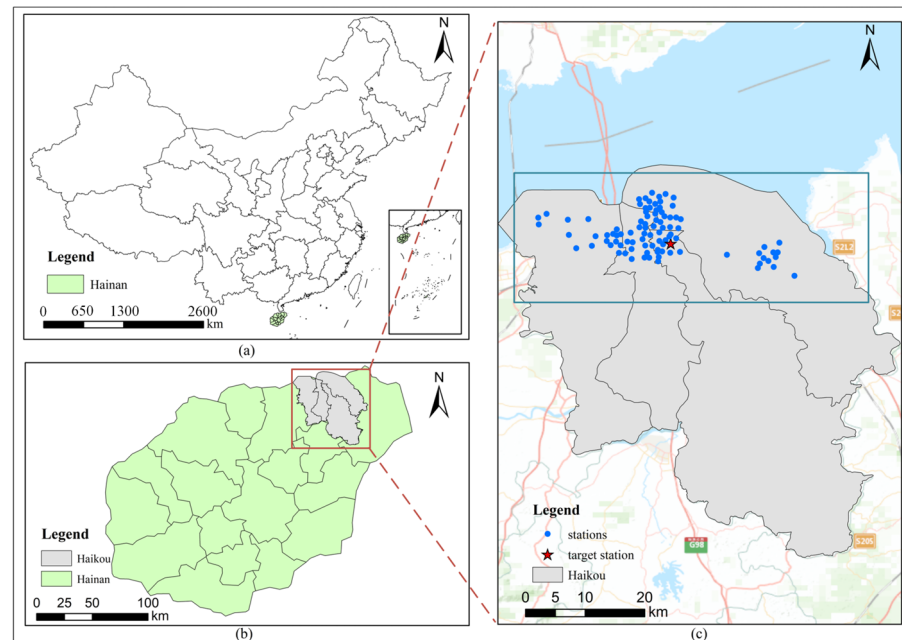 N
Legend
Hainan
0 650 1300 2600
km
(a)
N
Legend
Haikou
Hainan
0 25 50 100
km
(b)
N
S2L2
S2
Legend
stations
target station
Haikou
G98
S20S
0 5 10 20
km
(c)